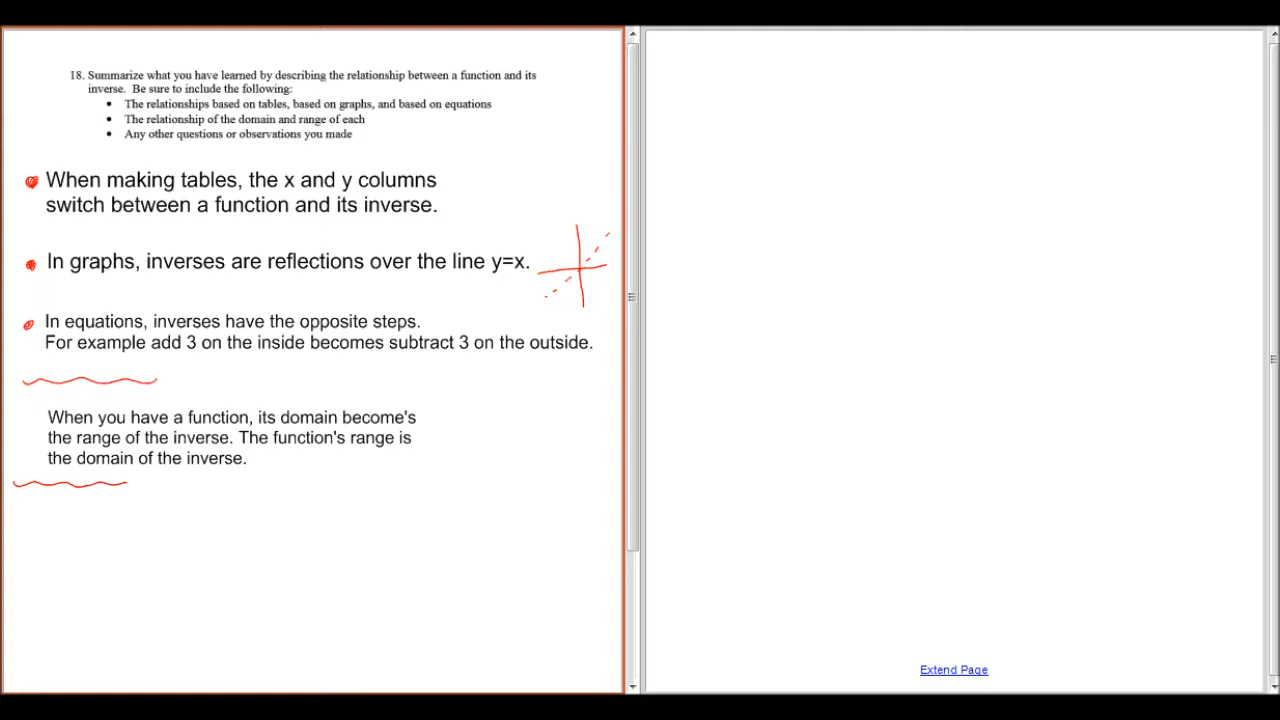 18. Summarize what you have learned by describing the relationship between a function and its
inverse. Be sure to include the following:
• The relationships based on tables, based on graphs, and based on equations
• The relationship of the domain and range of each
• Any other questions or observations you made
When making tables, the x and y columns
switch between a function and its inverse.
In graphs, inverses are reflections over the line y=x.
In equations, inverses have the opposite steps.
For example add 3 on the inside becomes subtract 3 on the outside.
When you have a function, its domain become's
the range of the inverse. The function's range is
the domain of the inverse.
Extend Page